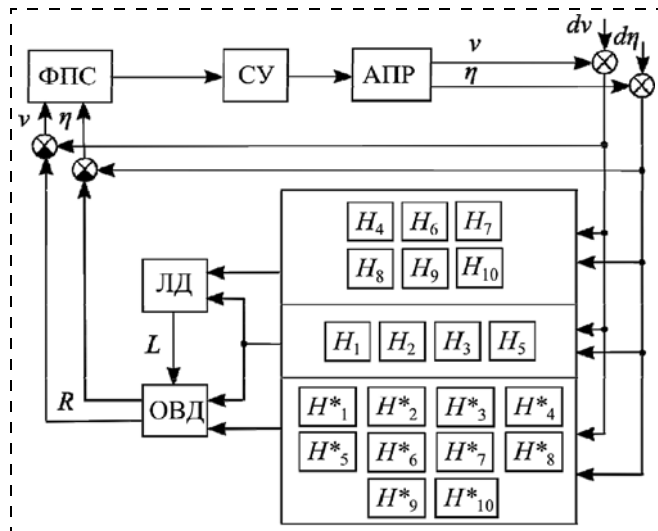 dν
dη
ν
η
ФПС
СУ
АПР
ν
η
H₄ H₆ H₇
H₈ H₉ H₁₀
ЛД
H₁ H₂ H₃ H₅
L
R
ОВД
H*₁ H*₂ H*₃ H*₄
H*₅ H*₆ H*₇ H*₈
H*₉ H*₁₀